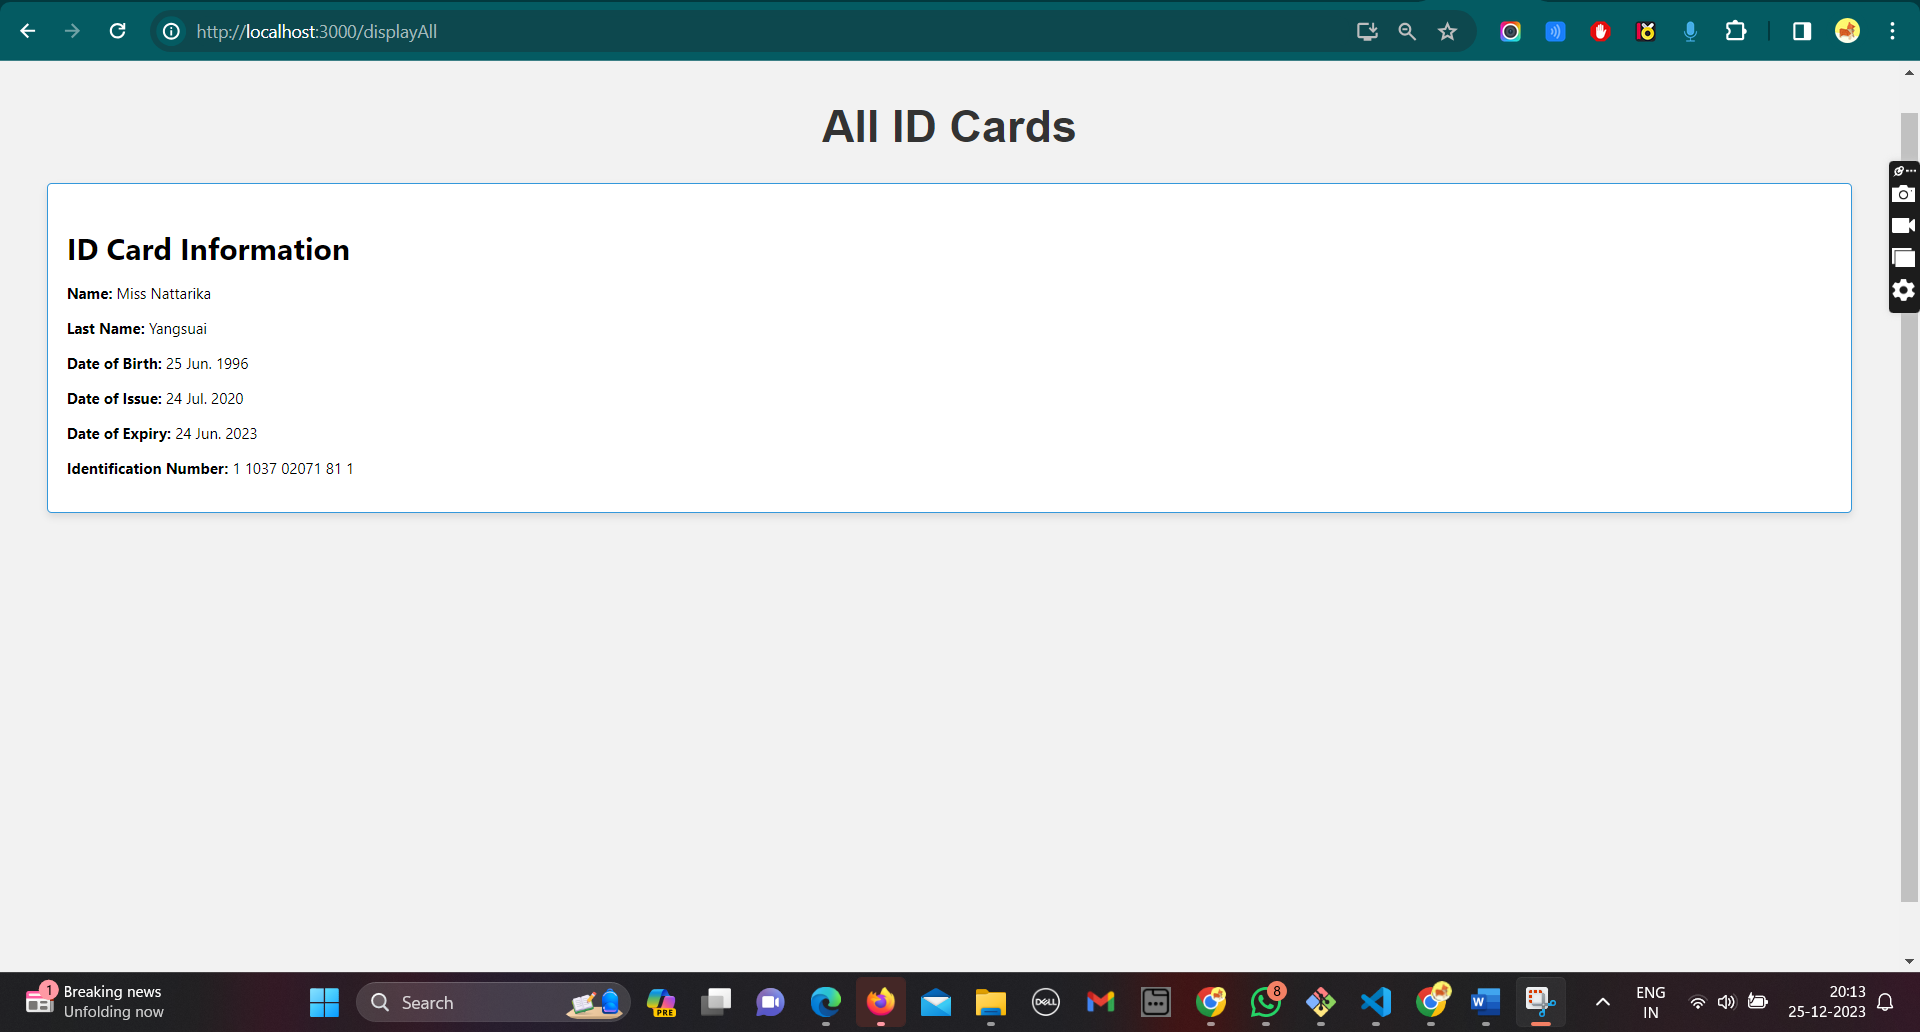 http://localhost:3000/displayAll
All ID Cards
ID Card Information
Name: Miss Nattarika
Last Name: Yangsuai
Date of Birth: 25 Jun. 1996
Date of Issue: 24 Jul. 2020
Date of Expiry: 24 Jun. 2023
Identification Number: 1 1037 02071 81 1
1
Breaking news
Unfolding now
Search
PRE
DELL
8
W
ENG
IN
20:13
25-12-2023